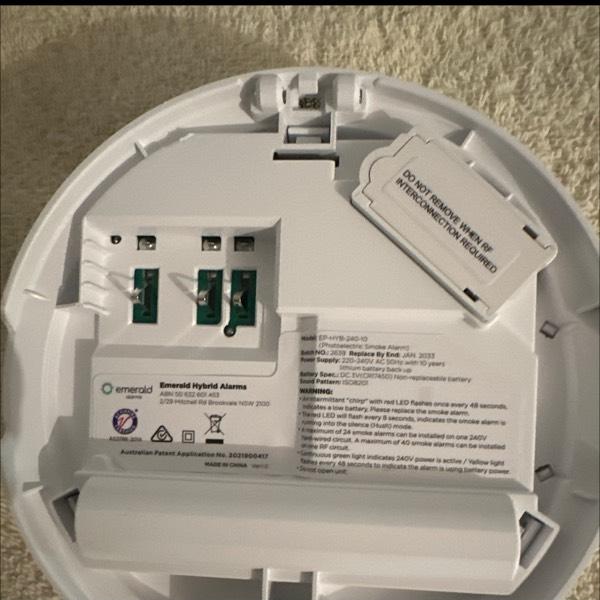 DO NOT REMOVE WHEN RF
INTERCONNECTION REQUIRED
Model: EP-HYB-240-10
(Photoelectric Smoke Alarm)
Batch NO.: 2639 Replace By End: JAN 2033
Power Supply: 220-240V AC 50Hz with 10 years
lithium battery back up
Battery Spec.: DC 3V(CR17450) Non-replaceable battery
Sound Pattern: ISO8201
WARNING:
• An intermittent "chirp" with red LED flashes once every 48 seconds,
indicates a low battery. Please replace the smoke alarm.
• The red LED will flash every 8 seconds, indicates the smoke alarm is
running into the silence (Hush) mode.
• A maximum of 24 smoke alarms can be installed on one 240V
hard-wired circuit. A maximum of 40 smoke alarms can be installed
on one RF circuit.
• Continuous green light indicates 240V power is active / Yellow light
flashes every 48 seconds to indicate the alarm is using battery power.
• Do not open unit.
emerald
alarms
Emerald Hybrid Alarms
ABN 50 632 601 453
2/29 Mitchell Rd Brookvale NSW 2100
AS3786:2014
Australian Patent Application No. 2021900417
MADE IN CHINA Ver1.0